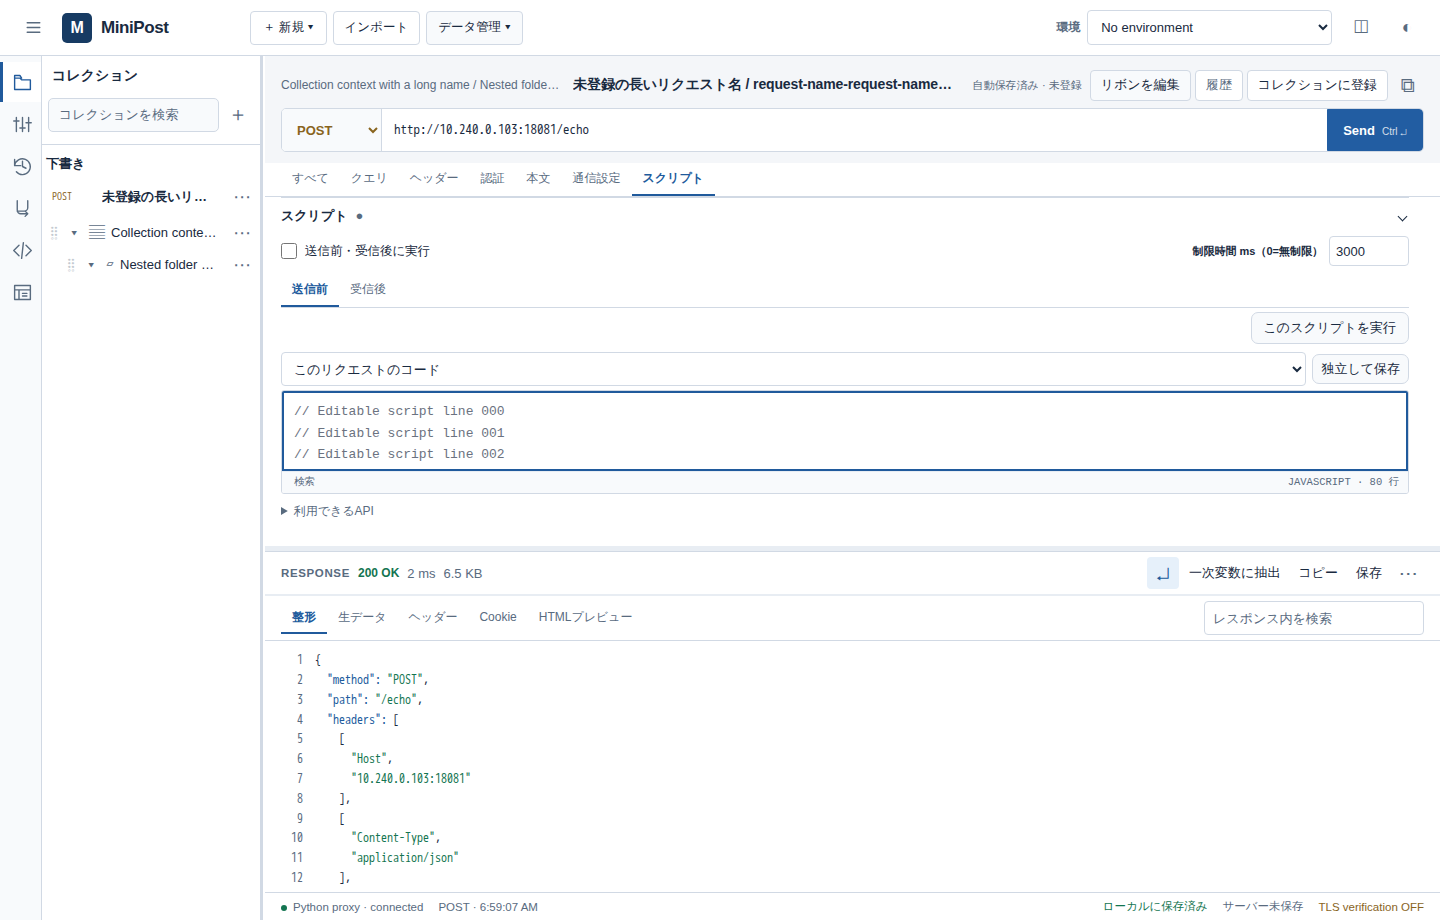 M MiniPost ＋ 新規 ▾ インポート データ管理 ▾ 環境 No environment
コレクション
コレクションを検索 ＋
下書き
POST 未登録の長いリ… ···
▾ Collection conte… ···
▾ Nested folder … ···
Collection context with a long name / Nested folde… 未登録の長いリクエスト名 / request-name-request-name… 自動保存済み · 未登録 リボンを編集 履歴 コレクションに登録
POST http://10.240.0.103:18081/echo Send Ctrl ↵
すべて クエリ ヘッダー 認証 本文 通信設定 スクリプト
スクリプト ●
送信前・受信後に実行 制限時間 ms（0=無制限） 3000
送信前 受信後
このスクリプトを実行
このリクエストのコード 独立して保存
// Editable script line 000
// Editable script line 001
// Editable script line 002
検索 JAVASCRIPT · 80 行
▶ 利用できるAPI
RESPONSE 200 OK 2 ms 6.5 KB 一次変数に抽出 コピー 保存 ···
整形 生データ ヘッダー Cookie HTMLプレビュー レスポンス内を検索
1 {
2 "method": "POST",
3 "path": "/echo",
4 "headers": [
5 [
6 "Host",
7 "10.240.0.103:18081"
8 ],
9 [
10 "Content-Type",
11 "application/json"
12 ],
Python proxy · connected POST · 6:59:07 AM ローカルに保存済み サーバー未保存 TLS verification OFF